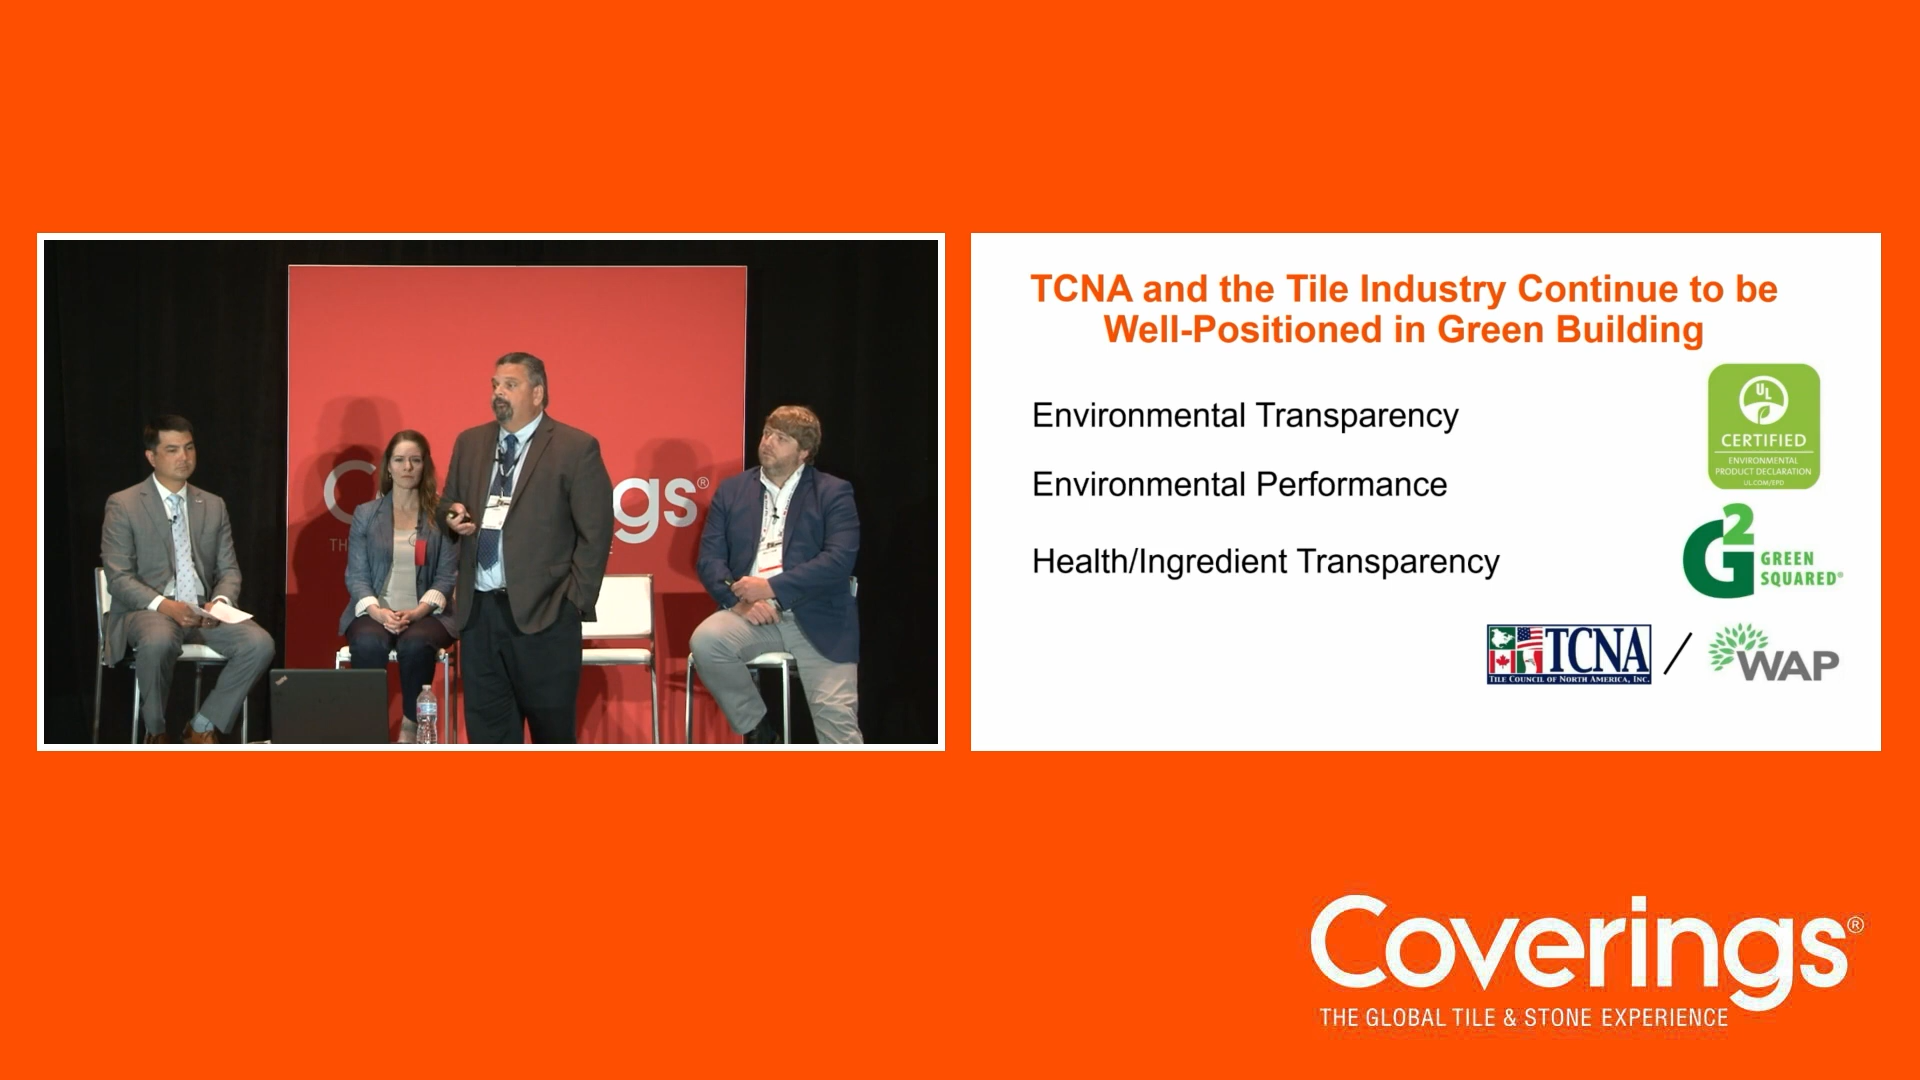 Coverings®
TCNA and the Tile Industry Continue to be
Well-Positioned in Green Building
Environmental Transparency
Environmental Performance
Health/Ingredient Transparency
UL
CERTIFIED
ENVIRONMENTAL
PRODUCT DECLARATION
UL.COM/EPD
G2
GREEN
SQUARED®
TCNA
TILE COUNCIL OF NORTH AMERICA, INC.
/
WAP
Coverings®
THE GLOBAL TILE & STONE EXPERIENCE